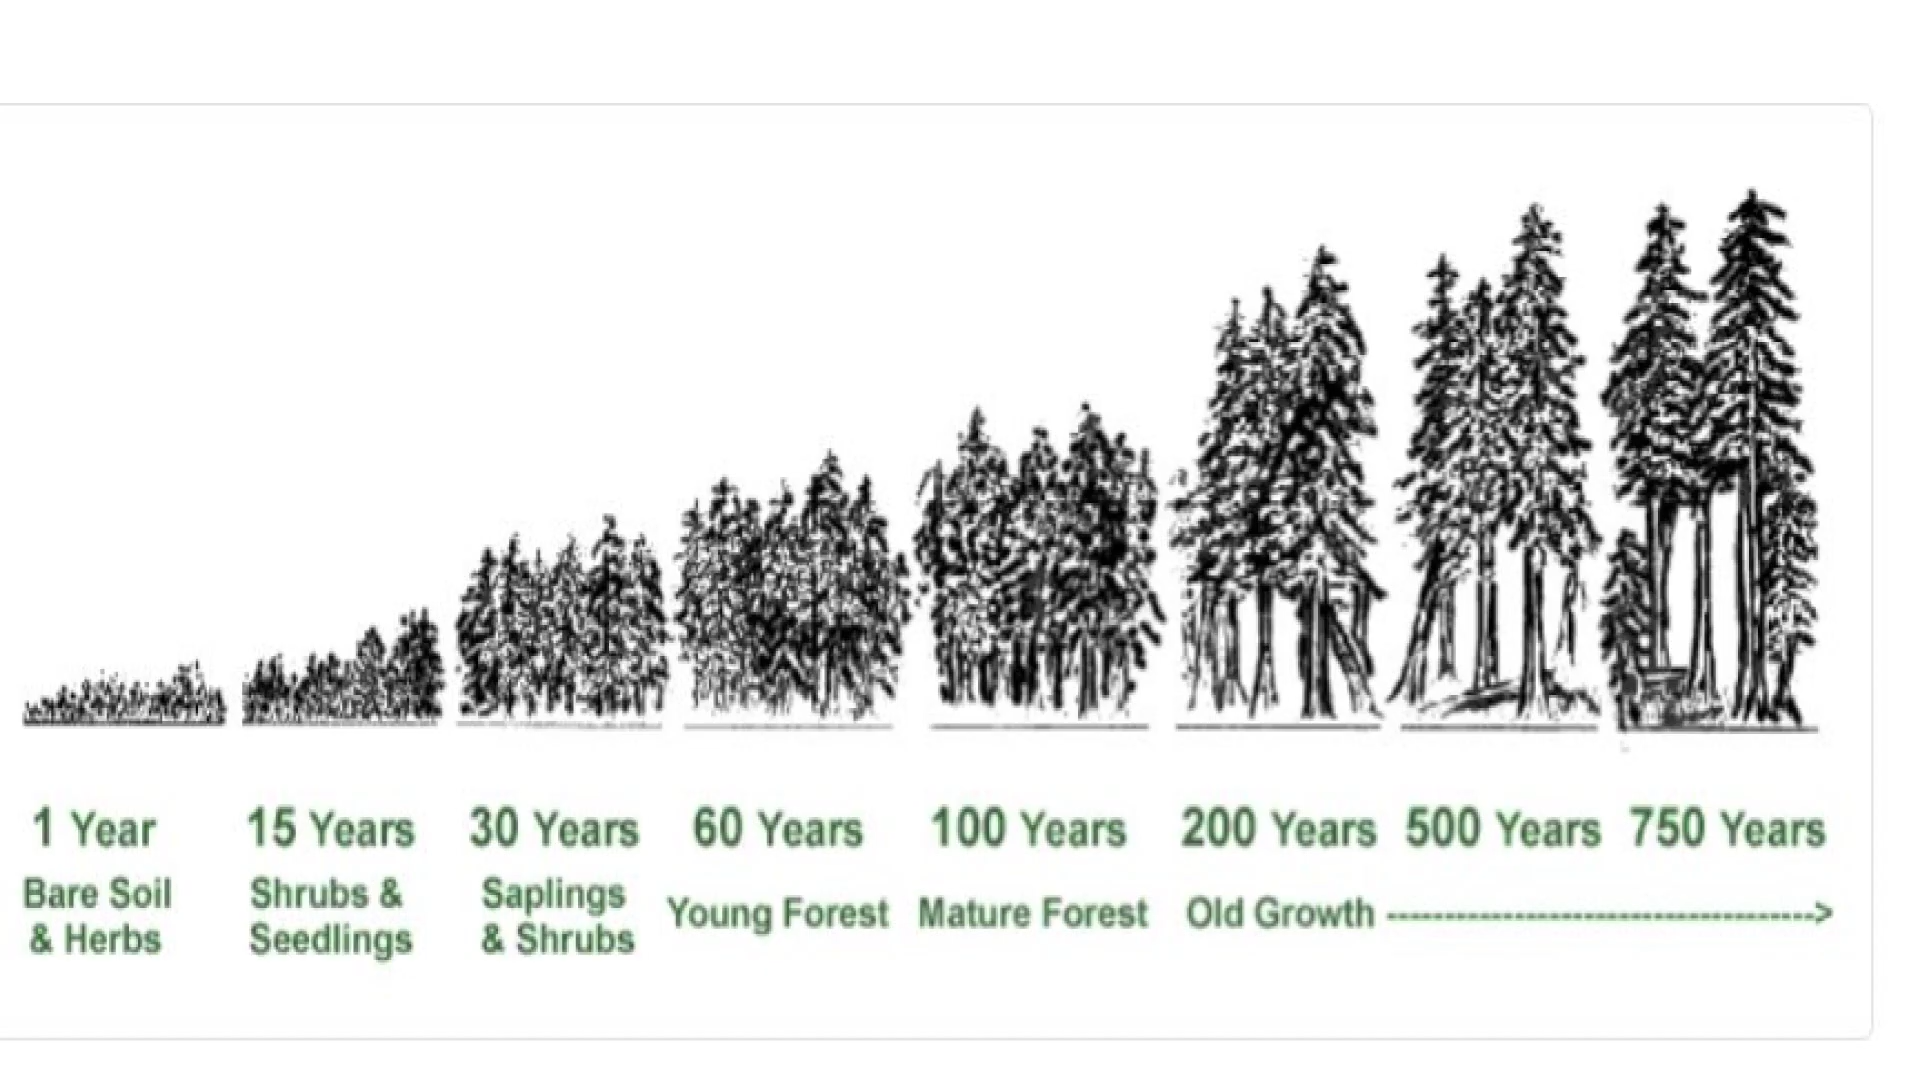 1 Year 15 Years 30 Years 60 Years 100 Years 200 Years 500 Years 750 Years
Bare Soil
& Herbs
Shrubs &
Seedlings
Saplings
& Shrubs
Young Forest
Mature Forest
Old Growth ------------------------------------->